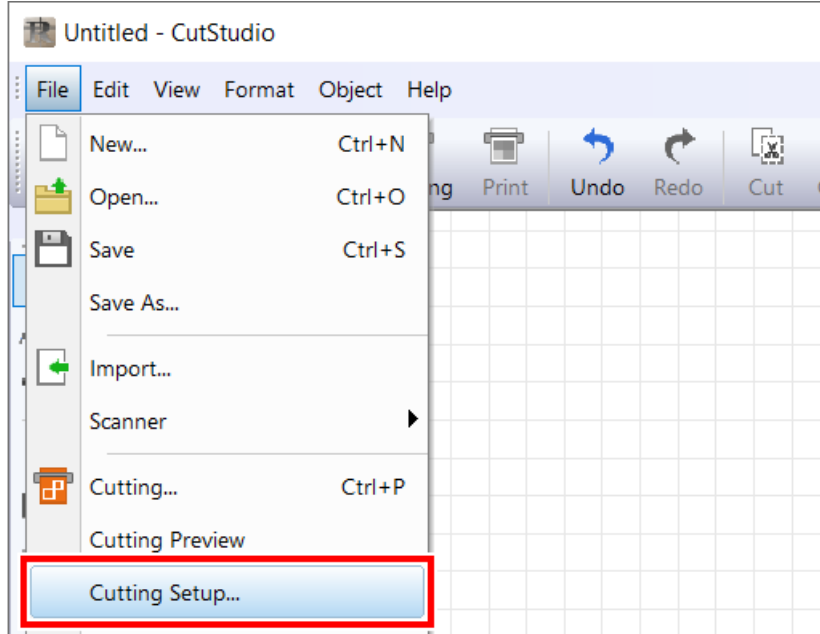 Untitled - CutStudio
File Edit View Format Object Help
New... Ctrl+N
Open... Ctrl+O
Save Ctrl+S
Save As...
Import...
Scanner
Cutting... Ctrl+P
Cutting Preview
Cutting Setup...
Print Undo Redo Cut